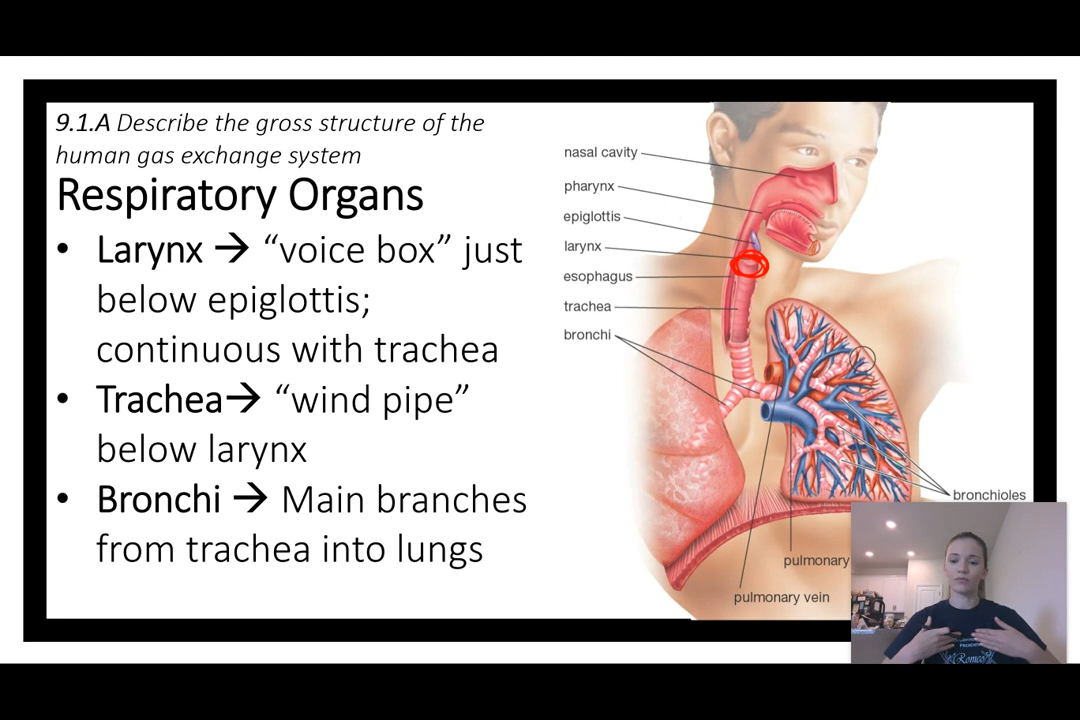 9.1.A Describe the gross structure of the
human gas exchange system
Respiratory Organs
• Larynx → “voice box” just
below epiglottis;
continuous with trachea
• Trachea→ “wind pipe”
below larynx
• Bronchi → Main branches
from trachea into lungs
nasal cavity
pharynx
epiglottis
larynx
esophagus
trachea
bronchi
bronchioles
pulmonary
pulmonary vein
Romeo